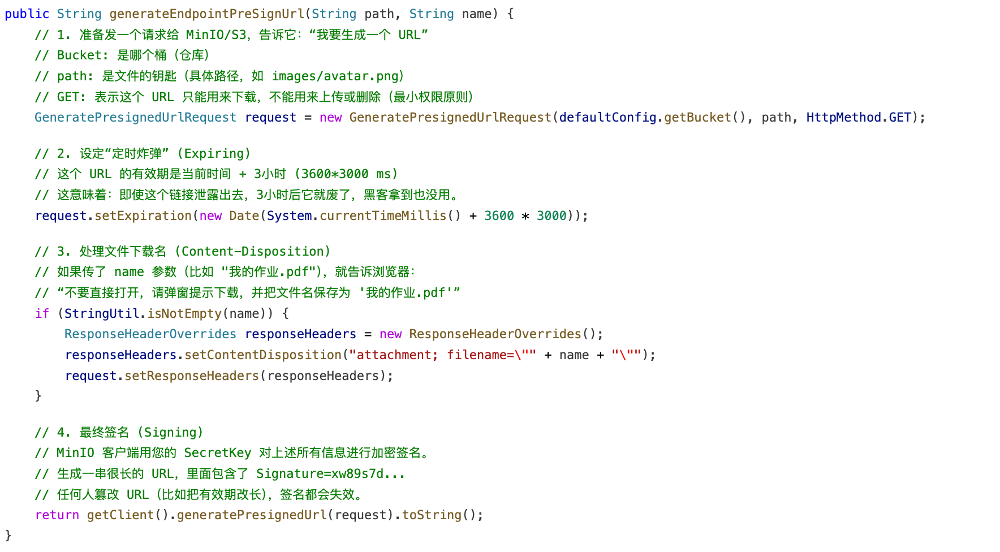 public String generateEndpointPreSignUrl(String path, String name) {
    // 1. 准备发一个请求给 MinIO/S3，告诉它：“我要生成一个 URL”
    // Bucket: 是哪个桶（仓库）
    // path: 是文件的钥匙（具体路径，如 images/avatar.png）
    // GET: 表示这个 URL 只能用来下载，不能用来上传或删除（最小权限原则）
    GeneratePresignedUrlRequest request = new GeneratePresignedUrlRequest(defaultConfig.getBucket(), path, HttpMethod.GET);
    // 2. 设定“定时炸弹” (Expiring)
    // 这个 URL 的有效期是当前时间 + 3小时 (3600*3000 ms)
    // 这意味着：即使这个链接泄露出去，3小时后它就废了，黑客拿到也没用。
    request.setExpiration(new Date(System.currentTimeMillis() + 3600 * 3000));
    // 3. 处理文件下载名 (Content-Disposition)
    // 如果传了 name 参数（比如 "我的作业.pdf"），就告诉浏览器：
    // “不要直接打开，请弹窗提示下载，并把文件名保存为 '我的作业.pdf'”
    if (StringUtil.isNotEmpty(name)) {
        ResponseHeaderOverrides responseHeaders = new ResponseHeaderOverrides();
        responseHeaders.setContentDisposition("attachment; filename=\"" + name + "\"");
        request.setResponseHeaders(responseHeaders);
    }
    // 4. 最终签名 (Signing)
    // MinIO 客户端用您的 SecretKey 对上述所有信息进行加密签名。
    // 生成一串很长的 URL，里面包含了 Signature=xw89s7d...
    // 任何人篡改 URL（比如把有效期改长），签名都会失效。
    return getClient().generatePresignedUrl(request).toString();
}